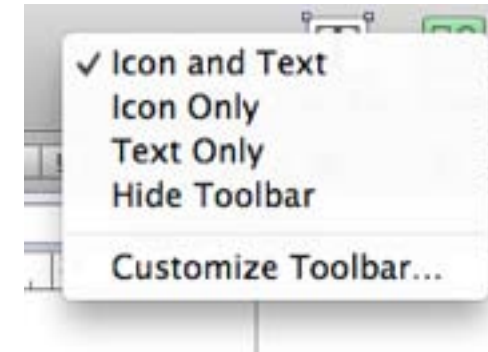 ✓ Icon and Text
Icon Only
Text Only
Hide Toolbar
Customize Toolbar...